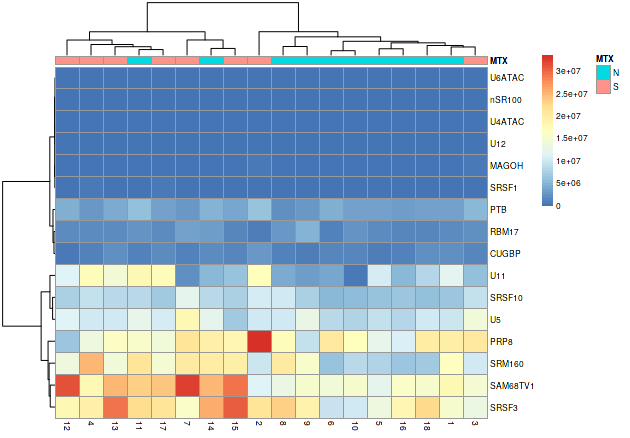 MTX
U6ATAC
nSR100
U4ATAC
U12
MAGOH
SRSF1
PTB
RBM17
CUGBP
U11
SRSF10
U5
PRP8
SRM160
SAM68TV1
SRSF3
12 4 13 11 17 7 14 15 2 8 9 6 10 5 16 18 1 3
3e+07
2.5e+07
2e+07
1.5e+07
1e+07
5e+06
0
MTX
N
S